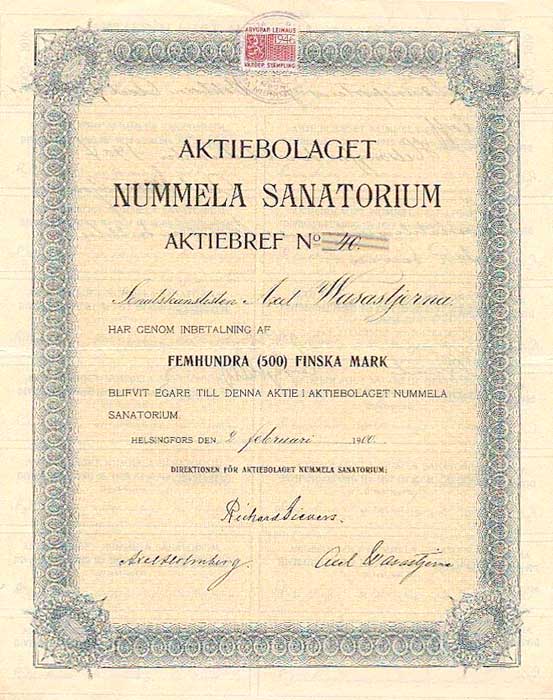 1946
AKTIEBOLAGET
NUMMELA SANATORIUM
AKTIEBREF No 40
Axel Wasastjerna
HAR GENOM INBETALNING AF
FEMHUNDRA (500) FINSKA MARK
BLIFVIT EGARE TILL DENNA AKTIE I AKTIEBOLAGET NUMMELA
SANATORIUM.
HELSINGFORS DEN 2 februari 1900.
DIREKTIONEN FÖR AKTIEBOLAGET NUMMELA SANATORIUM:
Richard Sievers.
Axel Holmberg. Axel Wasastjerna